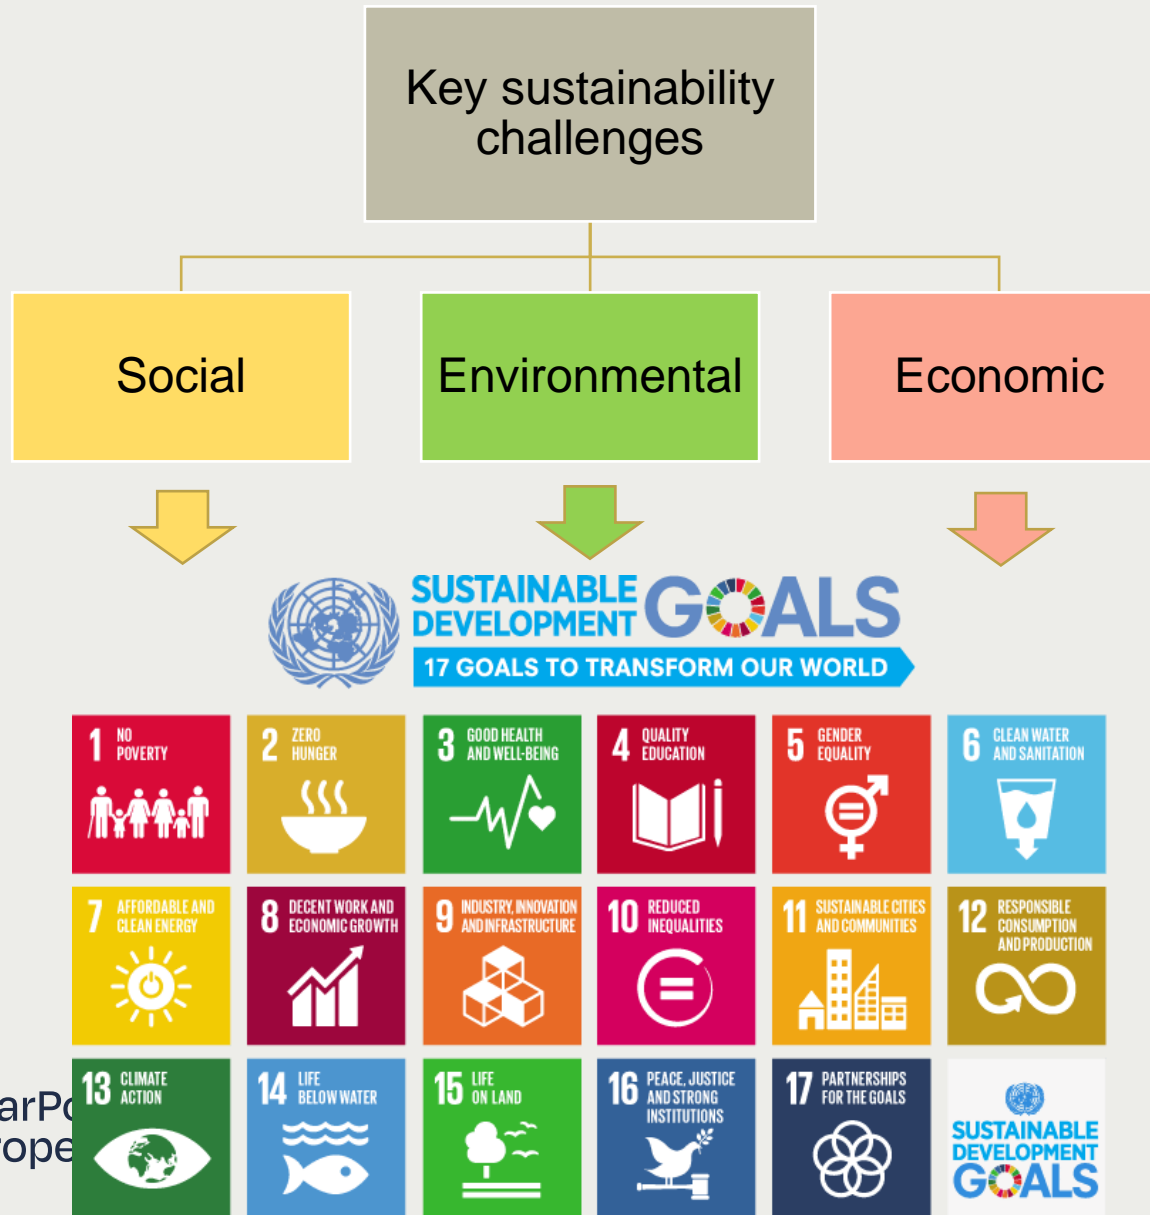 Key sustainability
challenges
Social
Environmental
Economic
SUSTAINABLE
DEVELOPMENT
GOALS
17 GOALS TO TRANSFORM OUR WORLD
1 NO
POVERTY
2 ZERO
HUNGER
3 GOOD HEALTH
AND WELL-BEING
4 QUALITY
EDUCATION
5 GENDER
EQUALITY
6 CLEAN WATER
AND SANITATION
7 AFFORDABLE AND
CLEAN ENERGY
8 DECENT WORK AND
ECONOMIC GROWTH
9 INDUSTRY, INNOVATION
AND INFRASTRUCTURE
10 REDUCED
INEQUALITIES
11 SUSTAINABLE CITIES
AND COMMUNITIES
12 RESPONSIBLE
CONSUMPTION
AND PRODUCTION
13 CLIMATE
ACTION
14 LIFE
BELOW WATER
15 LIFE
ON LAND
16 PEACE, JUSTICE
AND STRONG
INSTITUTIONS
17 PARTNERSHIPS
FOR THE GOALS
SUSTAINABLE
DEVELOPMENT
GOALS